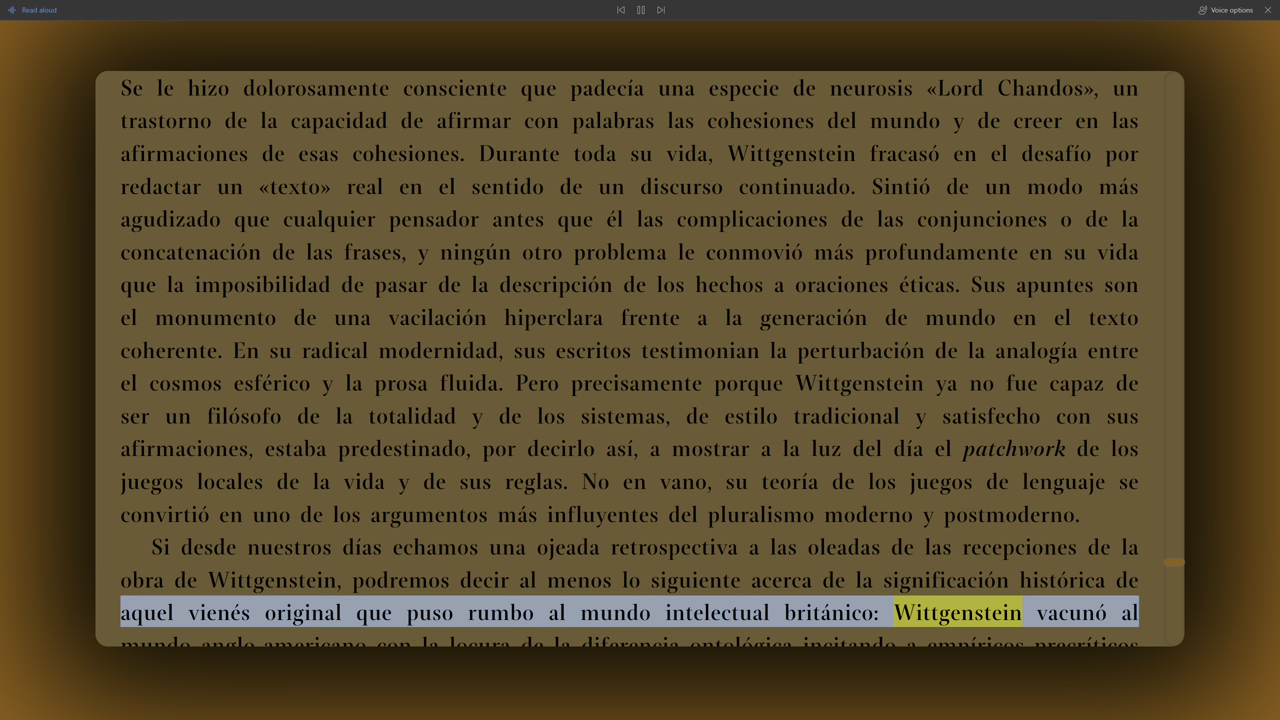 Read aloud
Voice options
Se le hizo dolorosamente consciente que padecía una especie de neurosis «Lord Chandos», un
trastorno de la capacidad de afirmar con palabras las cohesiones del mundo y de creer en las
afirmaciones de esas cohesiones. Durante toda su vida, Wittgenstein fracasó en el desafío por
redactar un «texto» real en el sentido de un discurso continuado. Sintió de un modo más
agudizado que cualquier pensador antes que él las complicaciones de las conjunciones o de la
concatenación de las frases, y ningún otro problema le conmovió más profundamente en su vida
que la imposibilidad de pasar de la descripción de los hechos a oraciones éticas. Sus apuntes son
el monumento de una vacilación hiperclara frente a la generación de mundo en el texto
coherente. En su radical modernidad, sus escritos testimonian la perturbación de la analogía entre
el cosmos esférico y la prosa fluida. Pero precisamente porque Wittgenstein ya no fue capaz de
ser un filósofo de la totalidad y de los sistemas, de estilo tradicional y satisfecho con sus
afirmaciones, estaba predestinado, por decirlo así, a mostrar a la luz del día el patchwork de los
juegos locales de la vida y de sus reglas. No en vano, su teoría de los juegos de lenguaje se
convirtió en uno de los argumentos más influyentes del pluralismo moderno y postmoderno.
Si desde nuestros días echamos una ojeada retrospectiva a las oleadas de las recepciones de la
obra de Wittgenstein, podremos decir al menos lo siguiente acerca de la significación histórica de
aquel vienés original que puso rumbo al mundo intelectual británico: Wittgenstein vacunó al
mundo anglo-americano con la locura de la diferencia ontológica incitando a empíricos precríticos